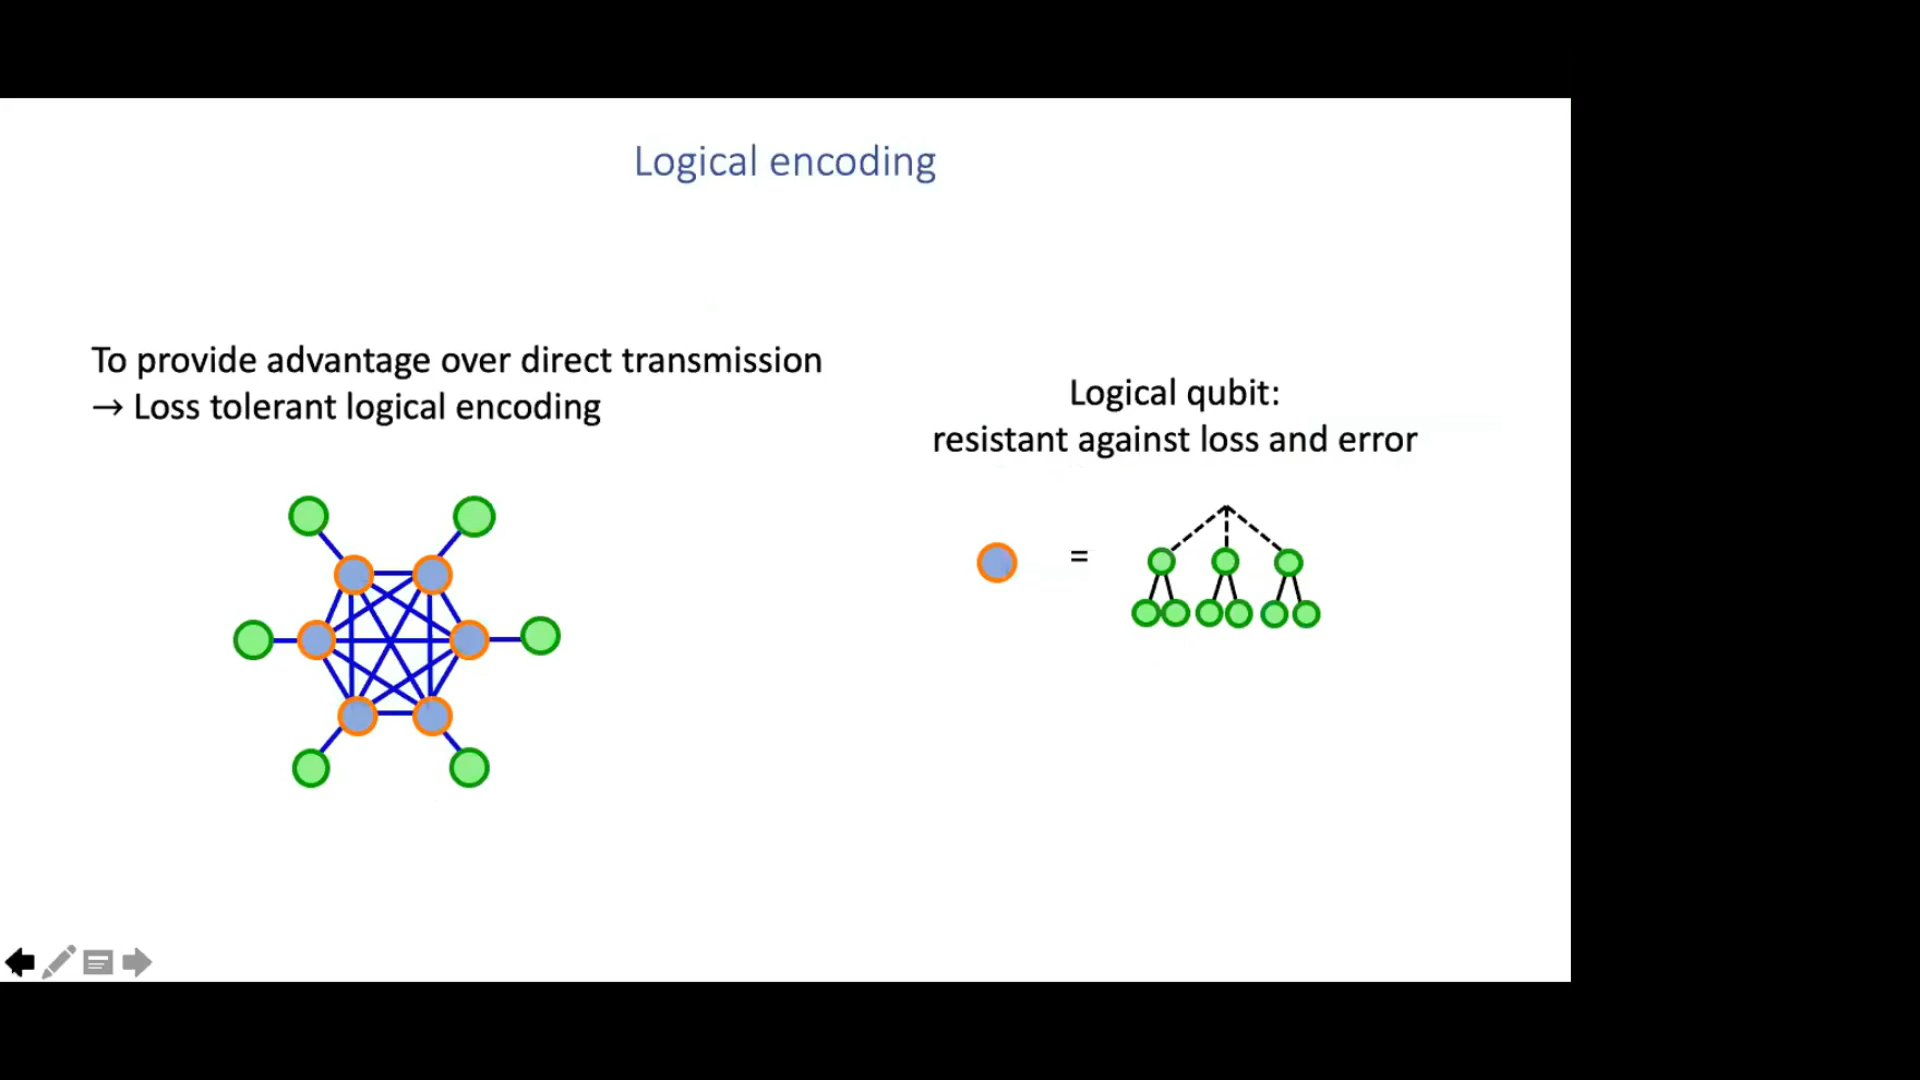 Logical encoding
To provide advantage over direct transmission
→ Loss tolerant logical encoding
Logical qubit:
resistant against loss and error
=